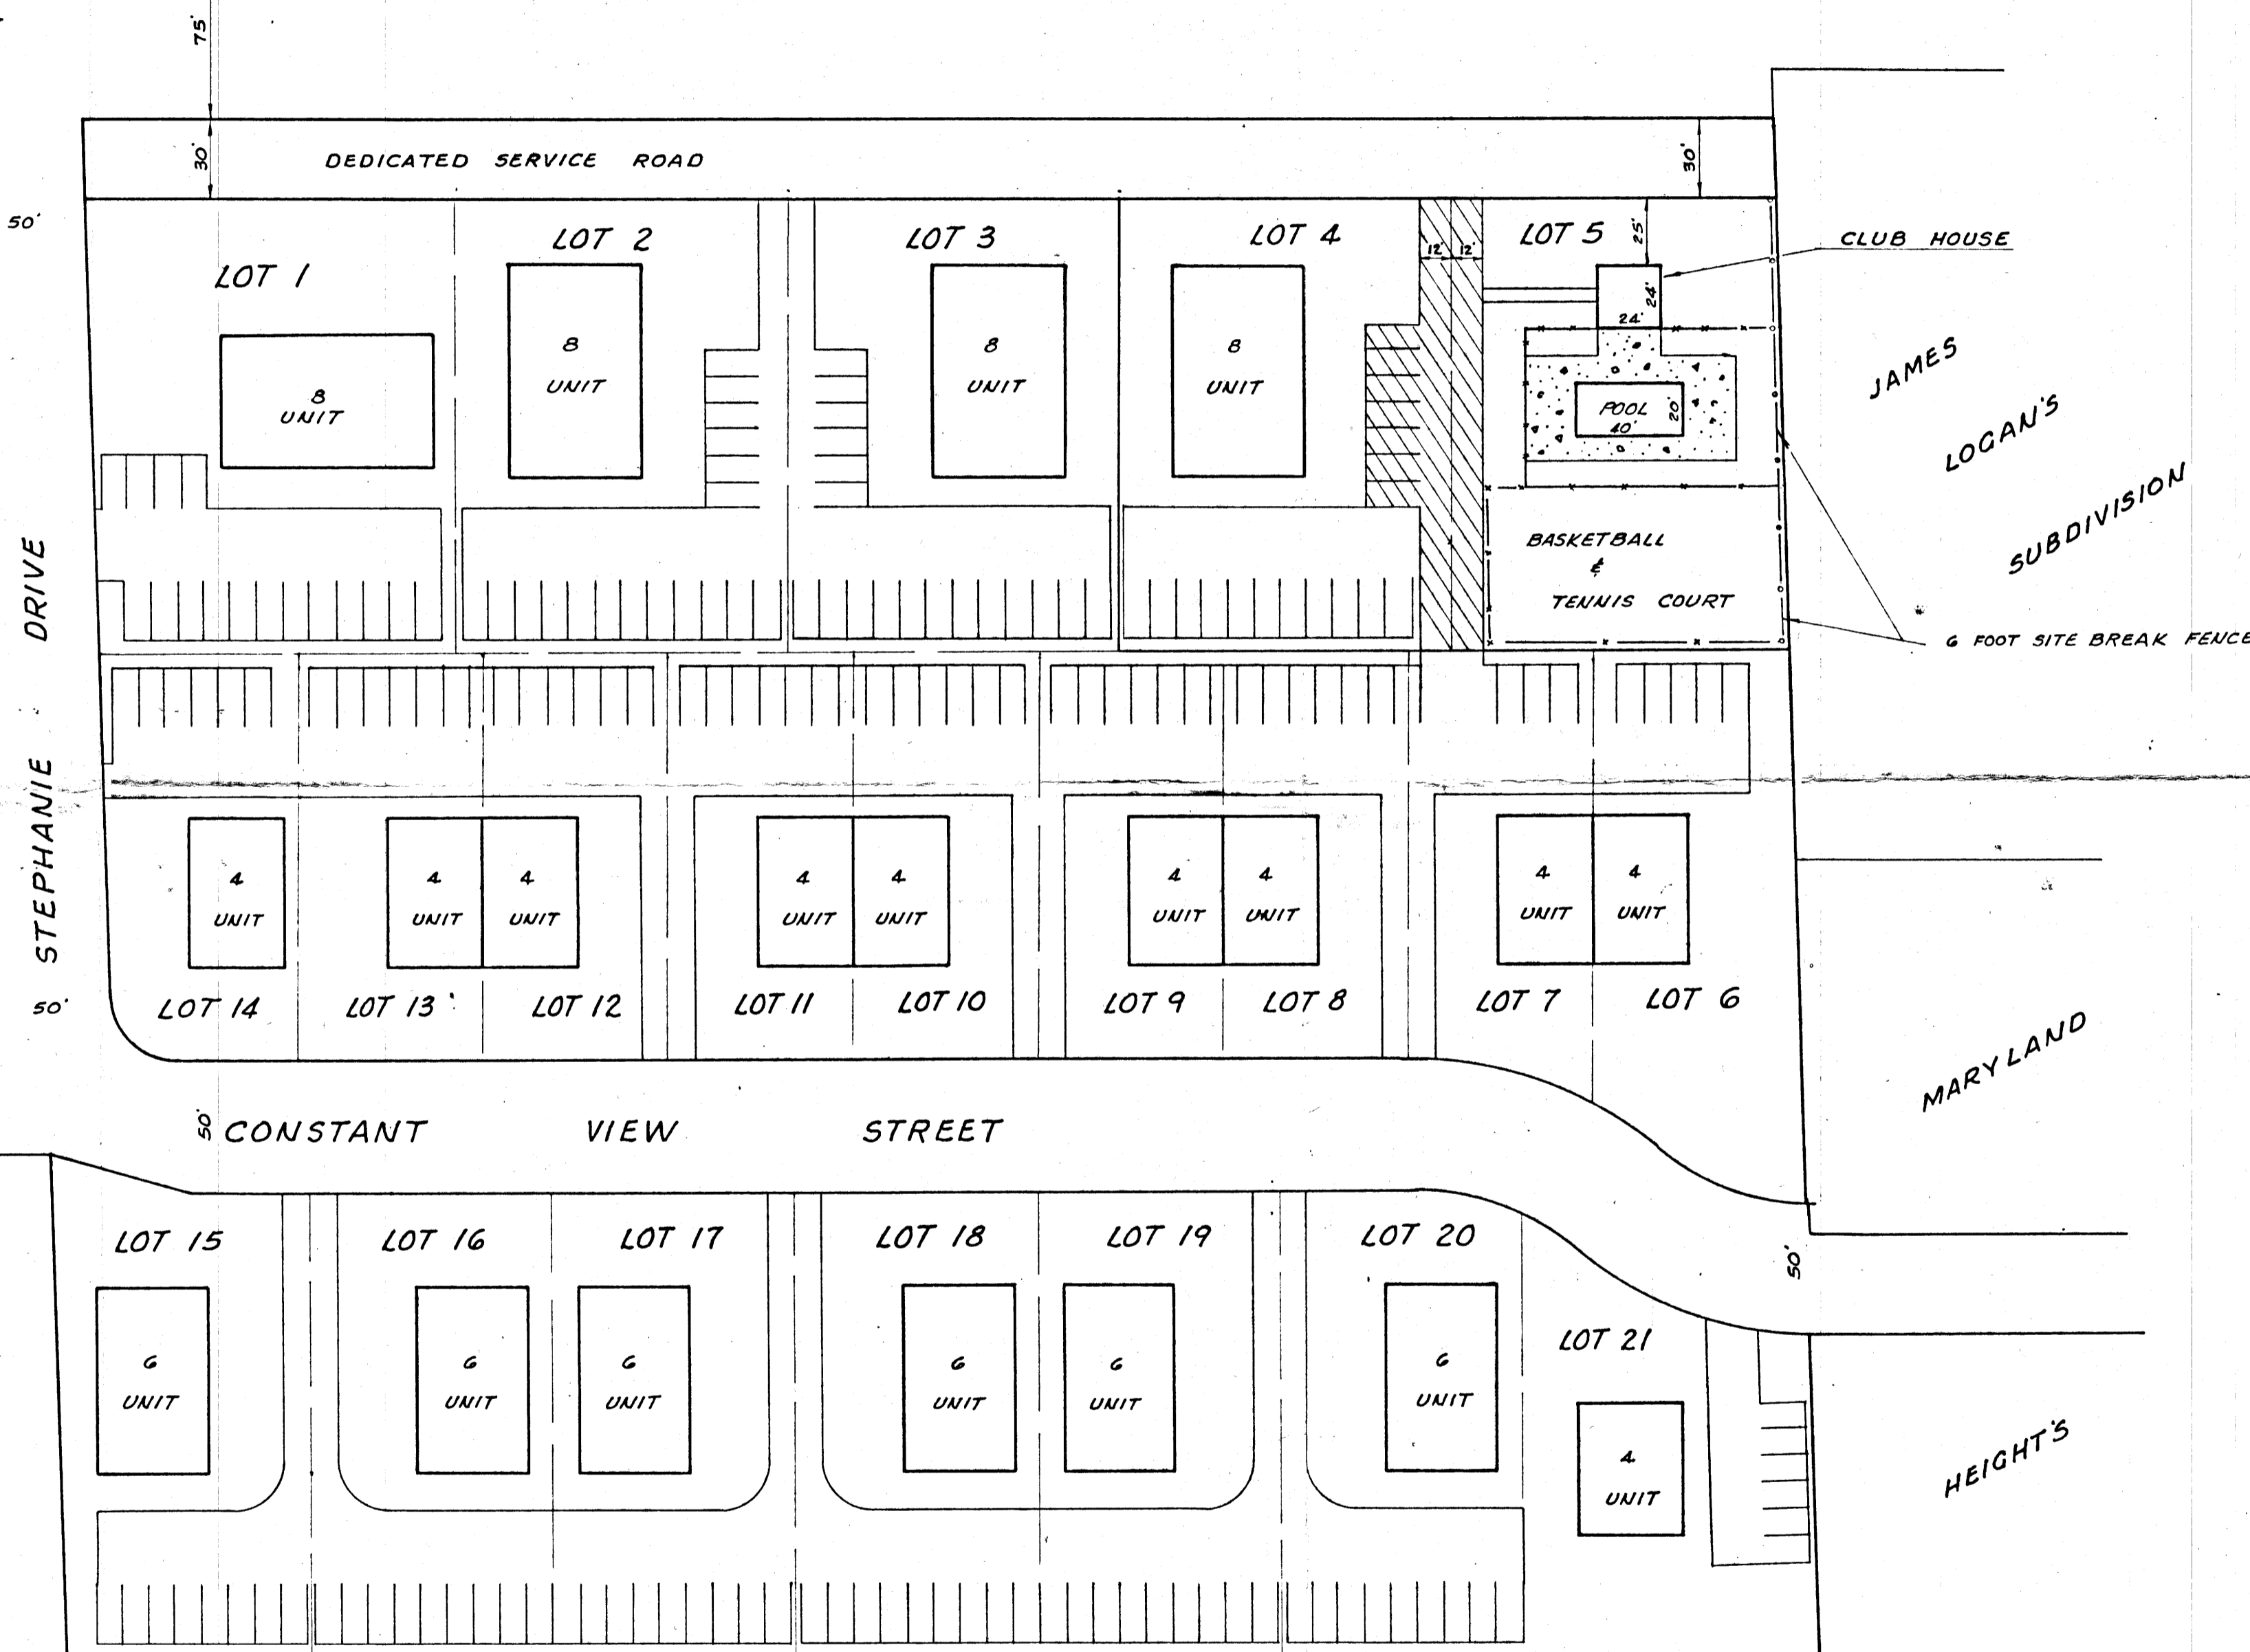 75'
30'
DEDICATED SERVICE ROAD
30'
50'
LOT 1
LOT 2
LOT 3
LOT 4
LOT 5
25'
12' 12'
CLUB HOUSE
24'
24'
8
UNIT
8
UNIT
8
UNIT
8
UNIT
POOL
20'
40'
JAMES
LOGAN'S
SUBDIVISION
BASKETBALL
&
TENNIS COURT
6 FOOT SITE BREAK FENCE
STEPHANIE DRIVE
4
UNIT
4
UNIT
4
UNIT
4
UNIT
4
UNIT
4
UNIT
4
UNIT
4
UNIT
4
UNIT
50'
LOT 14
LOT 13
LOT 12
LOT 11
LOT 10
LOT 9
LOT 8
LOT 7
LOT 6
MARYLAND
50'
CONSTANT VIEW STREET
LOT 15
LOT 16
LOT 17
LOT 18
LOT 19
LOT 20
50'
LOT 21
6
UNIT
6
UNIT
6
UNIT
6
UNIT
6
UNIT
6
UNIT
4
UNIT
HEIGHT'S